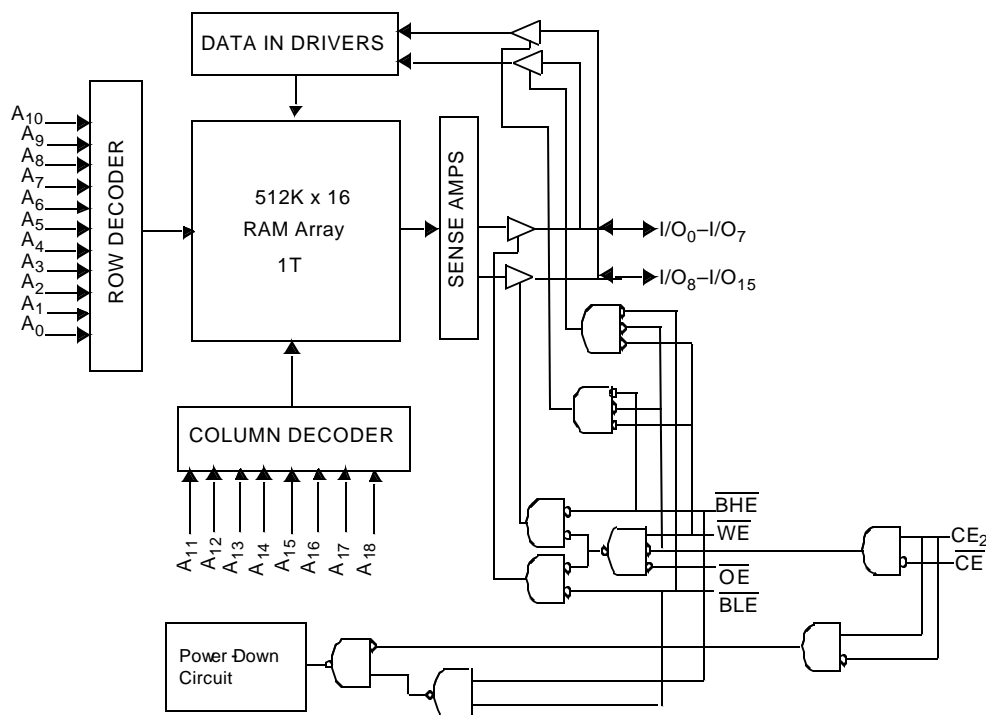 DATA IN DRIVERS
A10
A9
A8
A7
A6
A5
A4
A3
A2
A1
A0
ROW DECODER
512K x 16
RAM Array
1T
SENSE AMPS
I/O0–I/O7
I/O8–I/O15
COLUMN DECODER
A11
A12
A13
A14
A15
A16
A17
A18
BHE
WE
OE
BLE
CE2
CE
Power-Down
Circuit